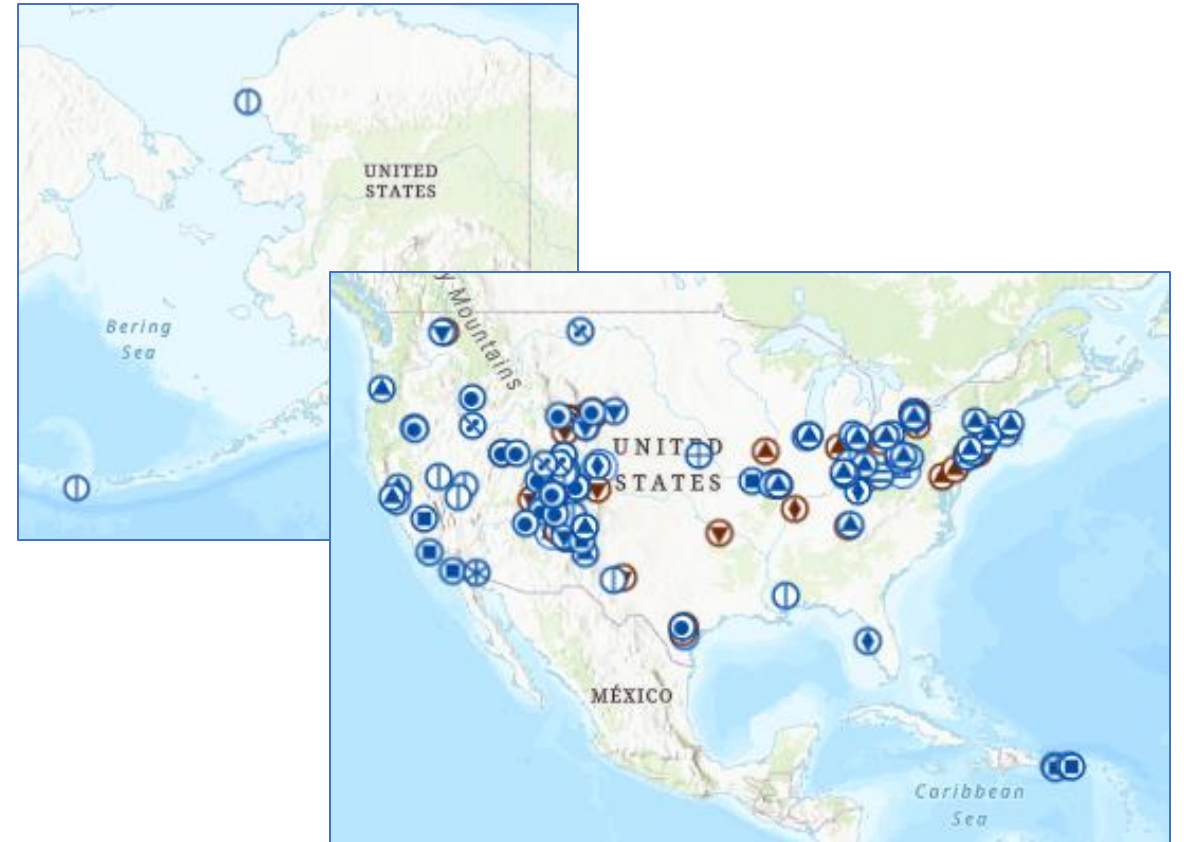 UNITED
STATES
Bering
Sea
y Mountains
UNITED
STATES
MÉXICO
Caribbean
Sea